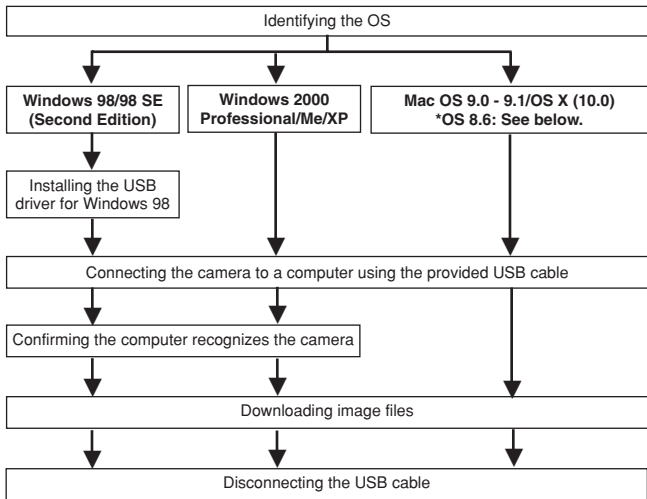 Identifying the OS
Windows 98/98 SE
(Second Edition)
Windows 2000
Professional/Me/XP
Mac OS 9.0 - 9.1/OS X (10.0)
*OS 8.6: See below.
Installing the USB
driver for Windows 98
Connecting the camera to a computer using the provided USB cable
Confirming the computer recognizes the camera
Downloading image files
Disconnecting the USB cable